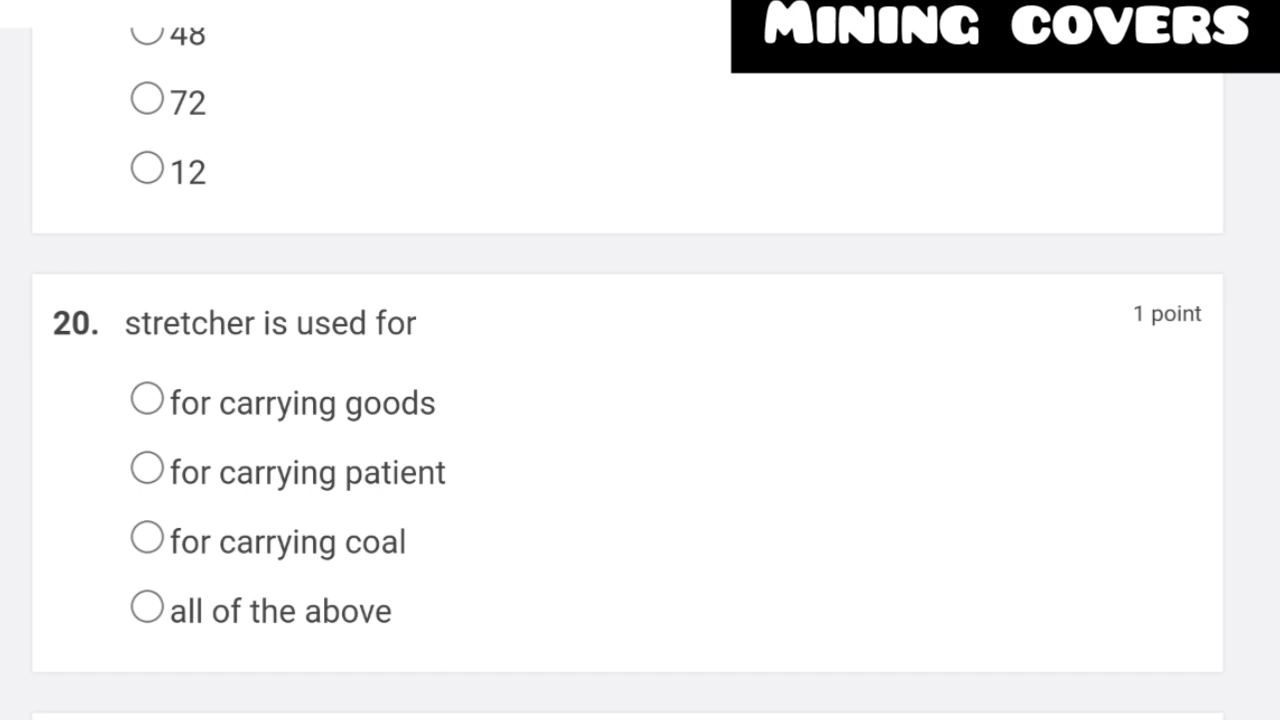 MINING COVERS
48
72
12
20. stretcher is used for
1 point
for carrying goods
for carrying patient
for carrying coal
all of the above